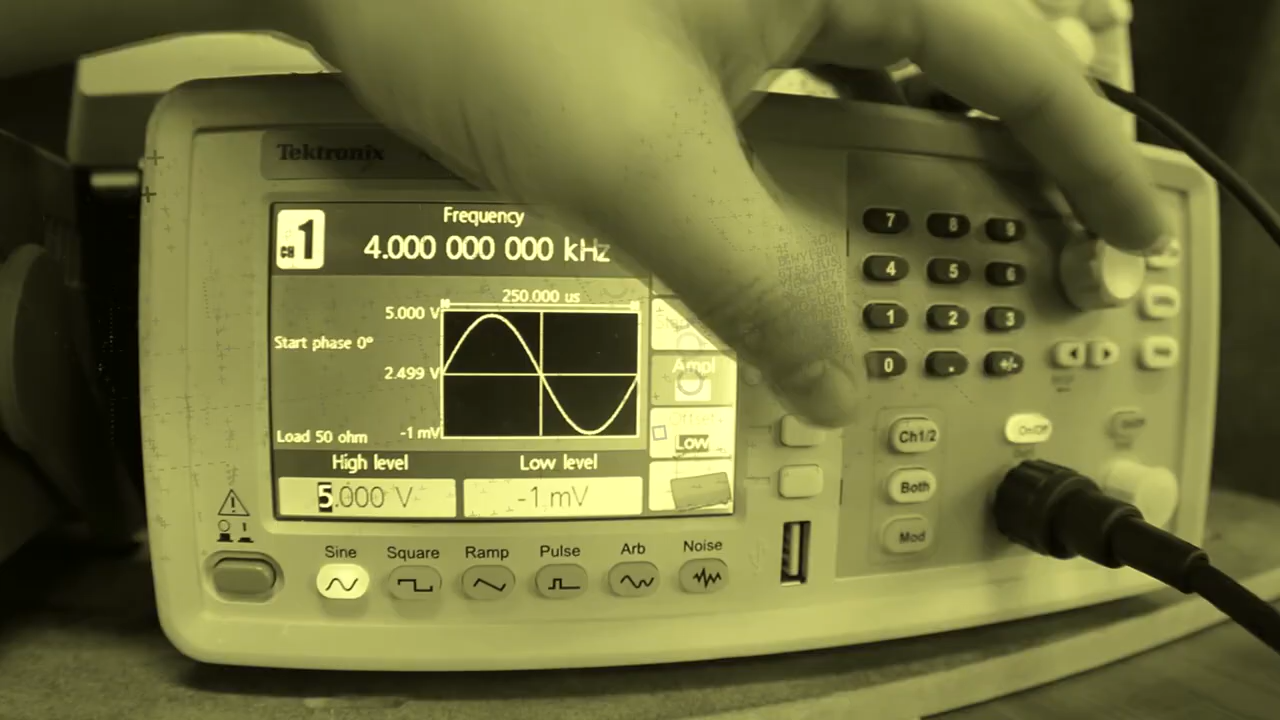 Tektronix
CH 1
Frequency
4.000 000 000 kHz
250.000 us
5.000 V
Start phase 0°
2.499 V
-1 mV
Load 50 ohm
High level
Low level
5.000 V
-1 mV
Ampl
Low
Sine
Square
Ramp
Pulse
Arb
Noise
7 8 9
4 5 6
1 2 3
0 . +/-
Ch1/2
Both
Mod
On/Off